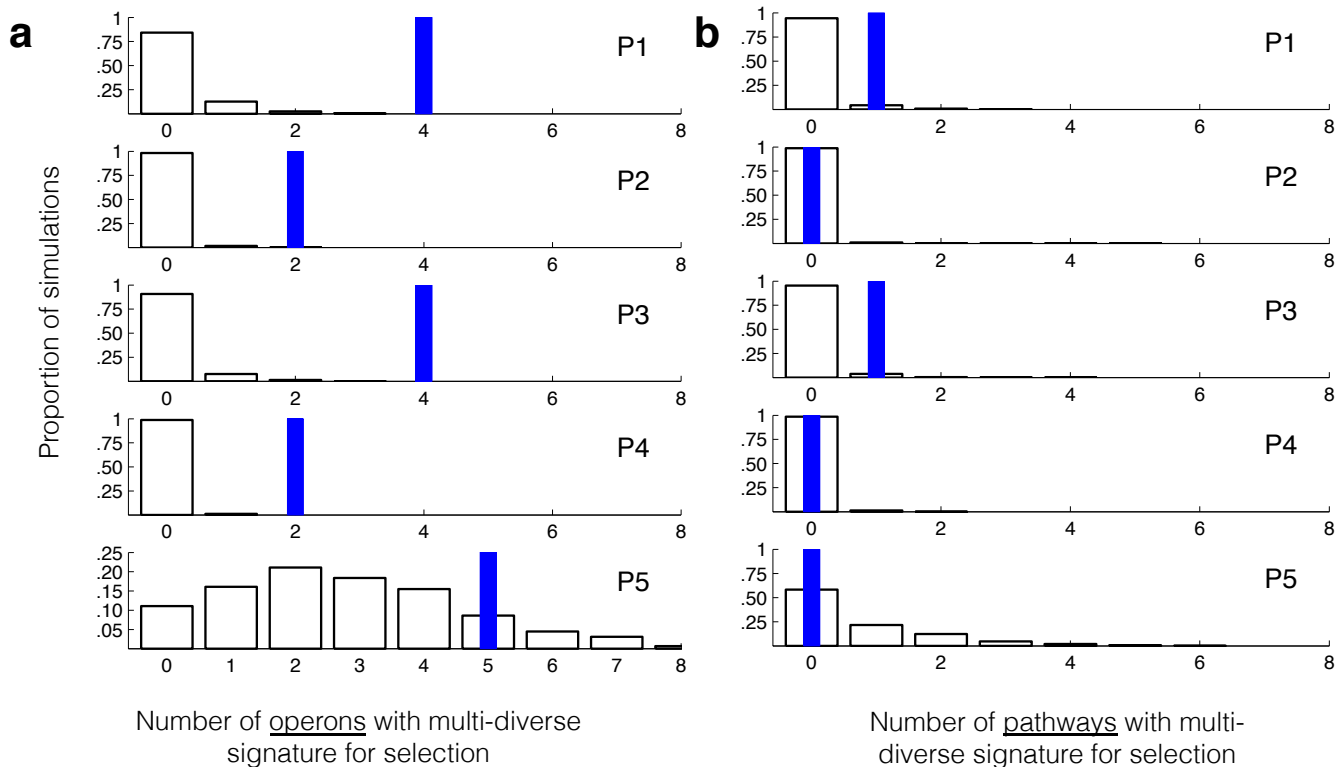 a
Proportion of simulations
1
.75
.50
.25
P1
0 2 4 6 8
1
.75
.50
.25
P2
0 2 4 6 8
1
.75
.50
.25
P3
0 2 4 6 8
1
.75
.50
.25
P4
0 2 4 6 8
.25
.20
.15
.10
.05
P5
0 1 2 3 4 5 6 7 8
Number of operons with multi-diverse
signature for selection
b
1
.75
.50
.25
P1
0 2 4 6 8
1
.75
.50
.25
P2
0 2 4 6 8
1
.75
.50
.25
P3
0 2 4 6 8
1
.75
.50
.25
P4
0 2 4 6 8
1
.75
.50
.25
P5
0 2 4 6 8
Number of pathways with multi-
diverse signature for selection